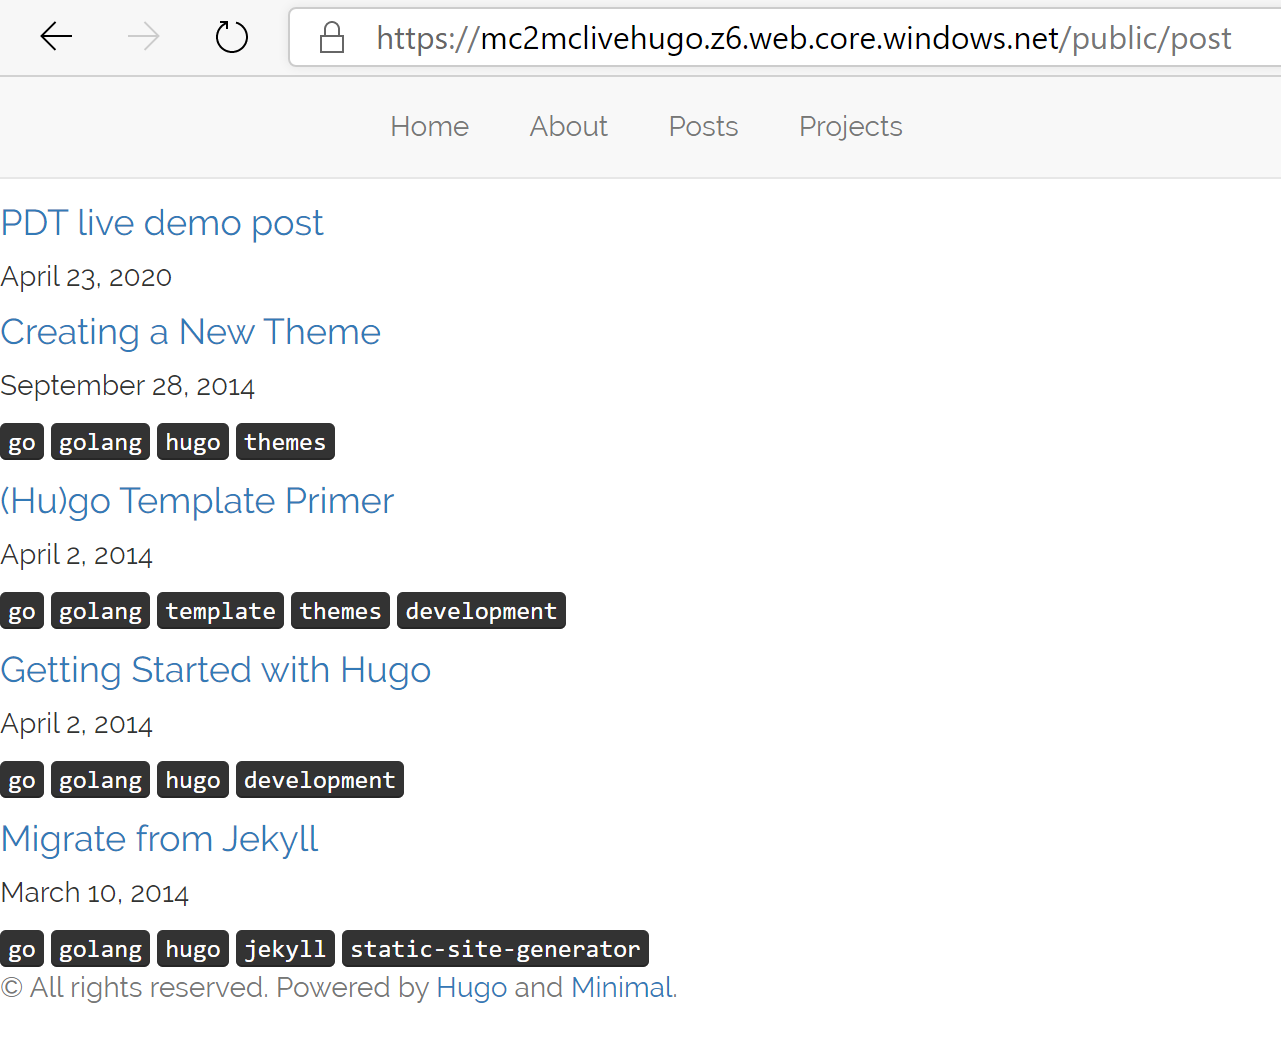 https://mc2mclivehugo.z6.web.core.windows.net/public/post
Home About Posts Projects
PDT live demo post
April 23, 2020
Creating a New Theme
September 28, 2014
go golang hugo themes
(Hu)go Template Primer
April 2, 2014
go golang template themes development
Getting Started with Hugo
April 2, 2014
go golang hugo development
Migrate from Jekyll
March 10, 2014
go golang hugo jekyll static-site-generator
© All rights reserved. Powered by Hugo and Minimal.